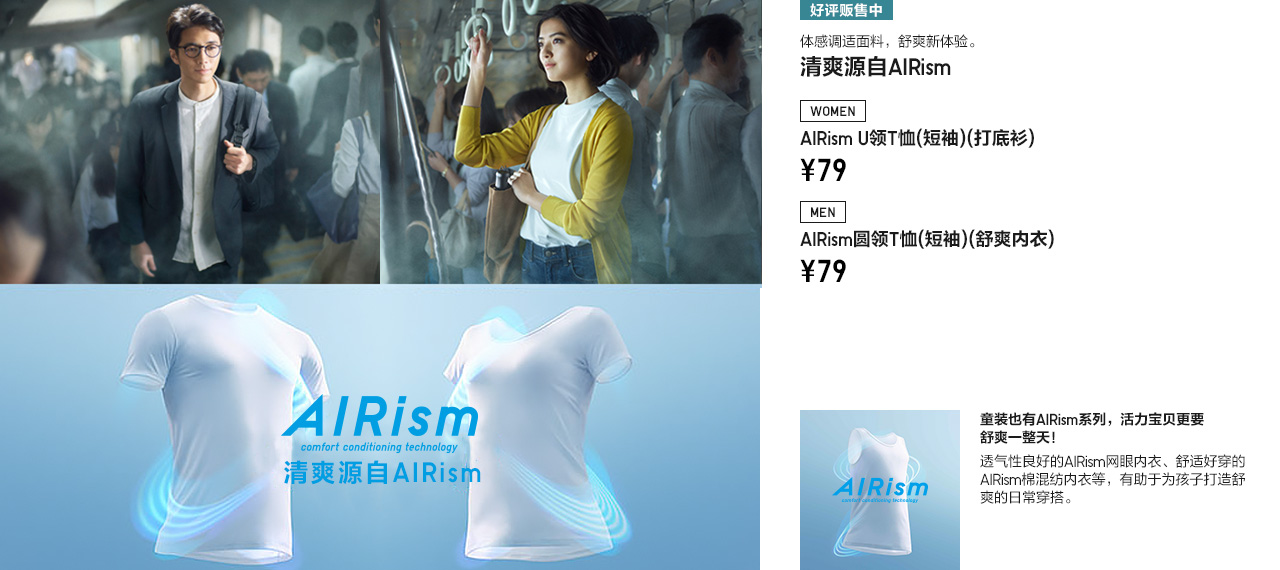 好评贩售中
体感调适面料，舒爽新体验。
清爽源自AIRism
WOMEN
AIRism U领T恤(短袖)(打底衫)
¥79
MEN
AIRism圆领T恤(短袖)(舒爽内衣)
¥79
AIRism
comfort conditioning technology
清爽源自AIRism
AIRism
comfort conditioning technology
童装也有AIRism系列，活力宝贝更要
舒爽一整天！
透气性良好的AIRism网眼内衣、舒适好穿的
AIRism棉混纺内衣等，有助于为孩子打造舒
爽的日常穿搭。